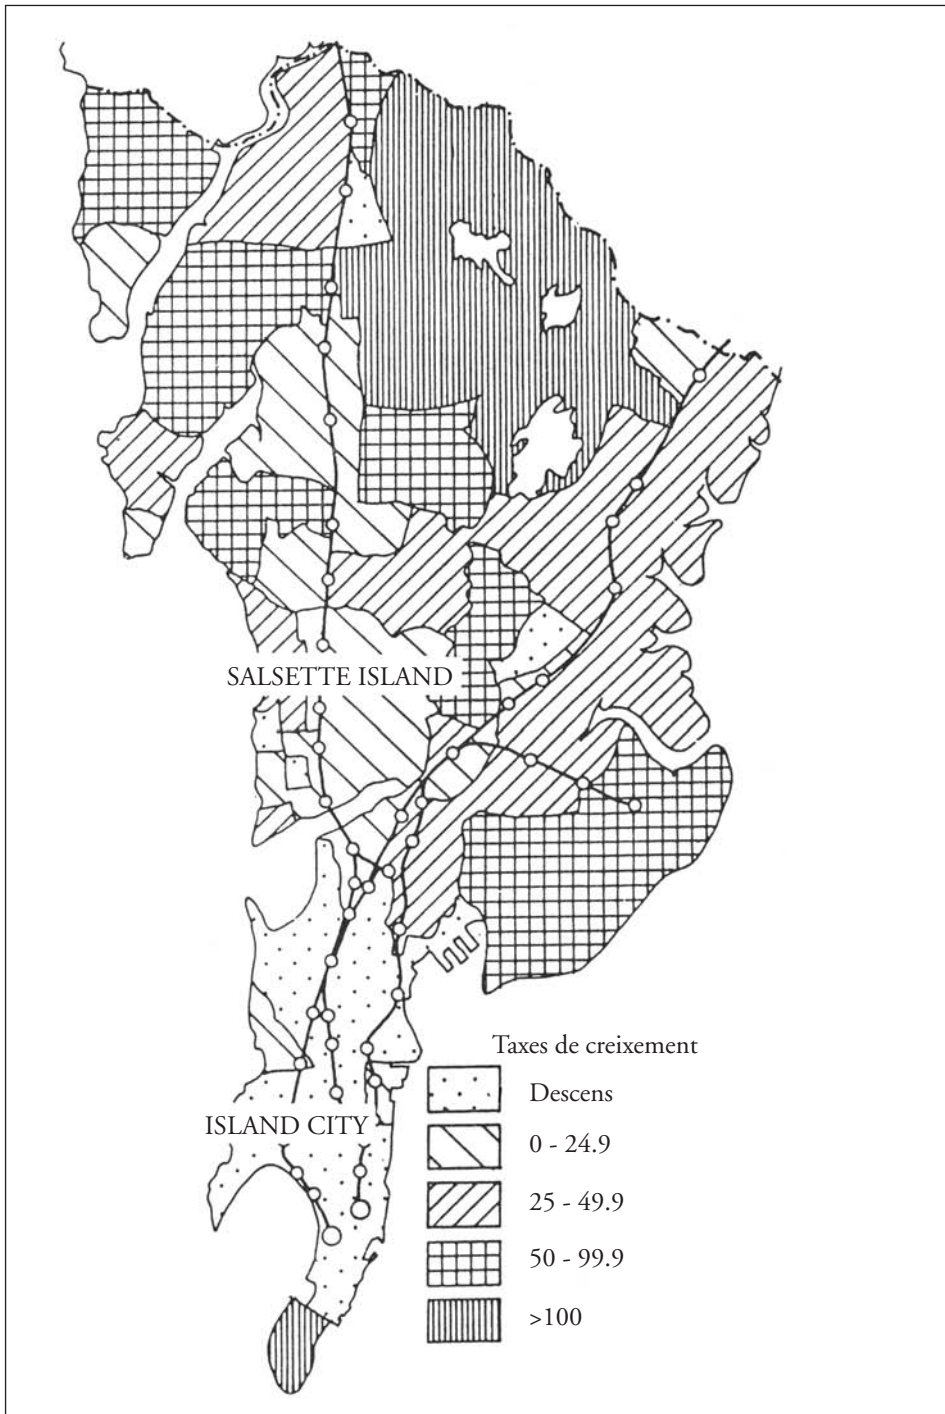 SALSETTE ISLAND
ISLAND CITY
Taxes de creixement
Descens
0 - 24.9
25 - 49.9
50 - 99.9
>100